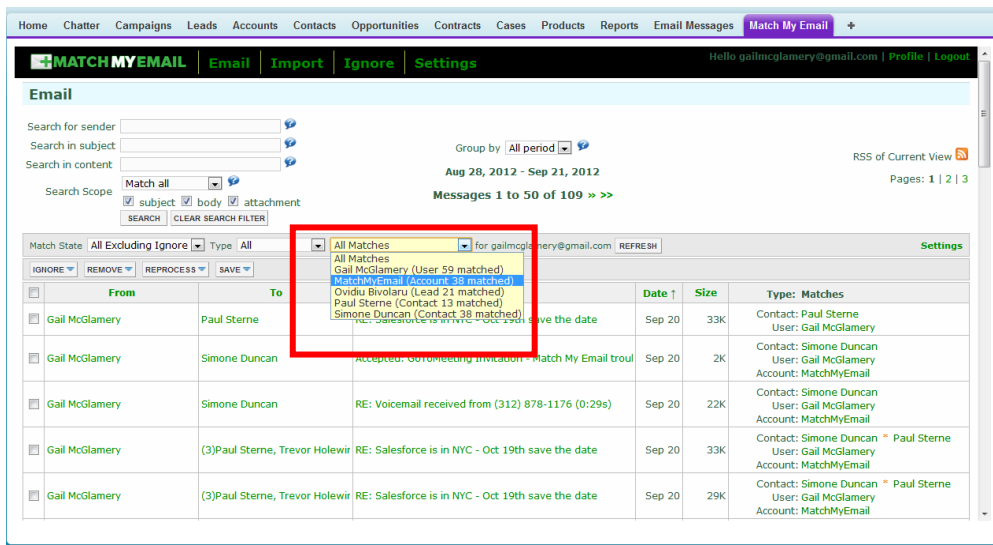 Home Chatter Campaigns Leads Accounts Contacts Opportunities Contracts Cases Products Reports Email Messages Match My Email +
MATCHMYEMAIL Email Import Ignore Settings Hello gailmcglamery@gmail.com | Profile | Logout
Email
Search for sender
Search in subject
Search in content
Group by All period
Aug 28, 2012 - Sep 21, 2012
Messages 1 to 50 of 109 » >>
RSS of Current View
Pages: 1 | 2 | 3
Search Scope Match all
subject body attachment
SEARCH CLEAR SEARCH FILTER
Match State All Excluding Ignore Type All All Matches for gailmcglamery@gmail.com REFRESH Settings
All Matches
Gail McGlamery (User 59 matched)
MatchMyEmail (Account 38 matched)
Ovidiu Bivolaru (Lead 21 matched)
Paul Sterne (Contact 13 matched)
Simone Duncan (Contact 38 matched)
IGNORE REMOVE REPROCESS SAVE
From To Date ↑ Size Type: Matches
Gail McGlamery Paul Sterne RE: Salesforce is in NYC - Oct 19th save the date Sep 20 33K Contact: Paul Sterne
User: Gail McGlamery
Gail McGlamery Simone Duncan Accepted: GoToMeeting Invitation - Match My Email troul Sep 20 2K Contact: Simone Duncan
User: Gail McGlamery
Account: MatchMyEmail
Gail McGlamery Simone Duncan RE: Voicemail received from (312) 878-1176 (0:29s) Sep 20 22K Contact: Simone Duncan
User: Gail McGlamery
Account: MatchMyEmail
Gail McGlamery (3)Paul Sterne, Trevor Holewir RE: Salesforce is in NYC - Oct 19th save the date Sep 20 33K Contact: Simone Duncan * Paul Sterne
User: Gail McGlamery
Account: MatchMyEmail
Gail McGlamery (3)Paul Sterne, Trevor Holewir RE: Salesforce is in NYC - Oct 19th save the date Sep 20 29K Contact: Simone Duncan * Paul Sterne
User: Gail McGlamery
Account: MatchMyEmail